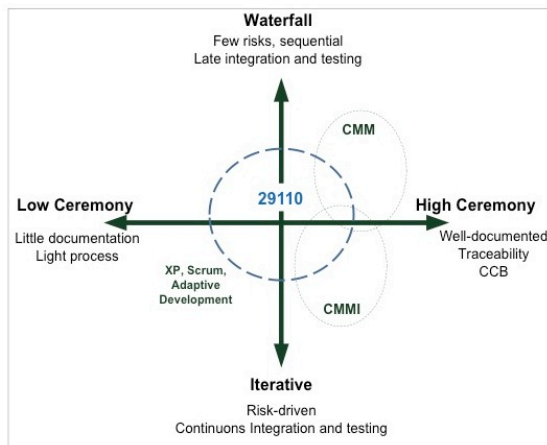 Waterfall
Few risks, sequential
Late integration and testing
CMM
29110
Low Ceremony
High Ceremony
Little documentation
Light process
Well-documented
Traceability
CCB
XP, Scrum,
Adaptive
Development
CMMI
Iterative
Risk-driven
Continuons Integration and testing